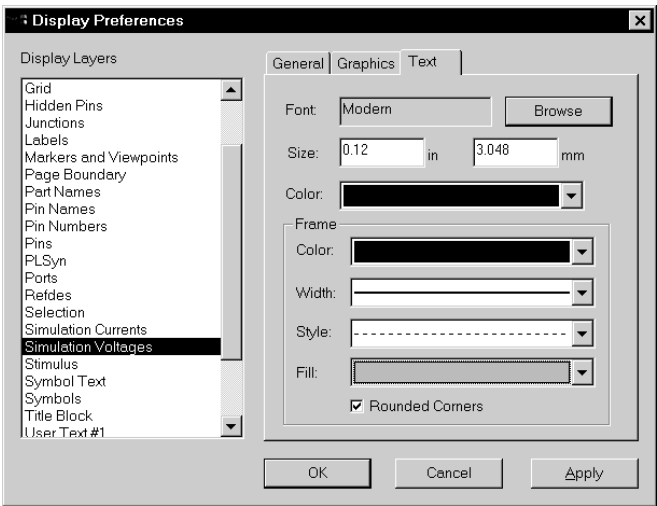 Display Preferences
Display Layers
Grid
Hidden Pins
Junctions
Labels
Markers and Viewpoints
Page Boundary
Part Names
Pin Names
Pin Numbers
Pins
PLSyn
Ports
Refdes
Selection
Simulation Currents
Simulation Voltages
Stimulus
Symbol Text
Symbols
Title Block
User Text #1
General Graphics Text
Font: Modern Browse
Size: 0.12 in 3.048 mm
Color:
Frame
Color:
Width:
Style:
Fill:
Rounded Corners
OK Cancel Apply